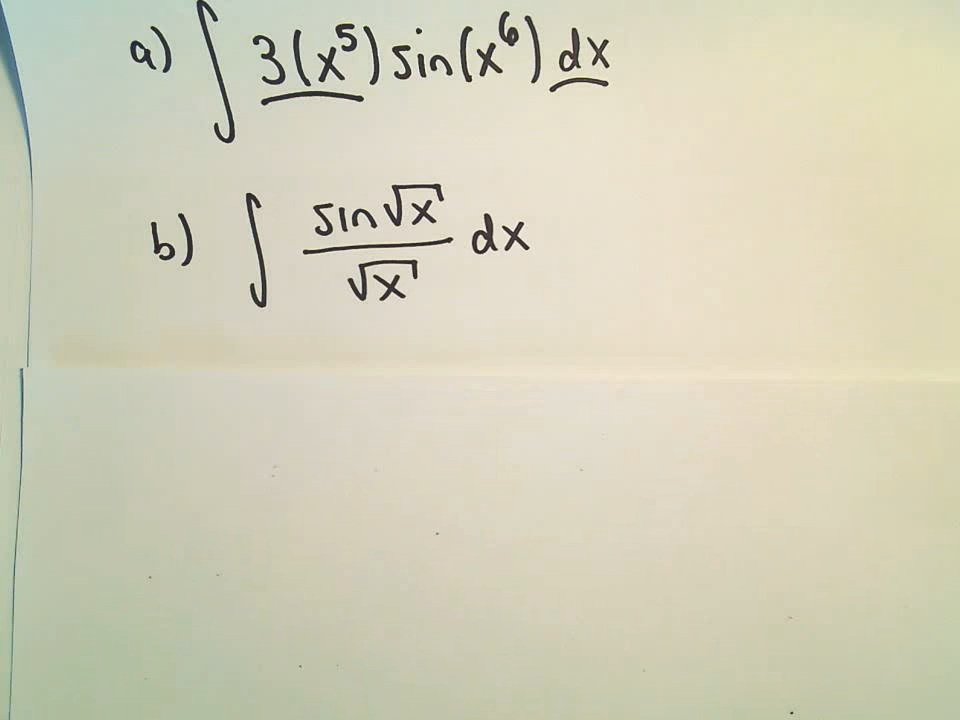 a) ∫ 3(x⁵) sin(x⁶) dx
b) ∫ sin√x / √x dx